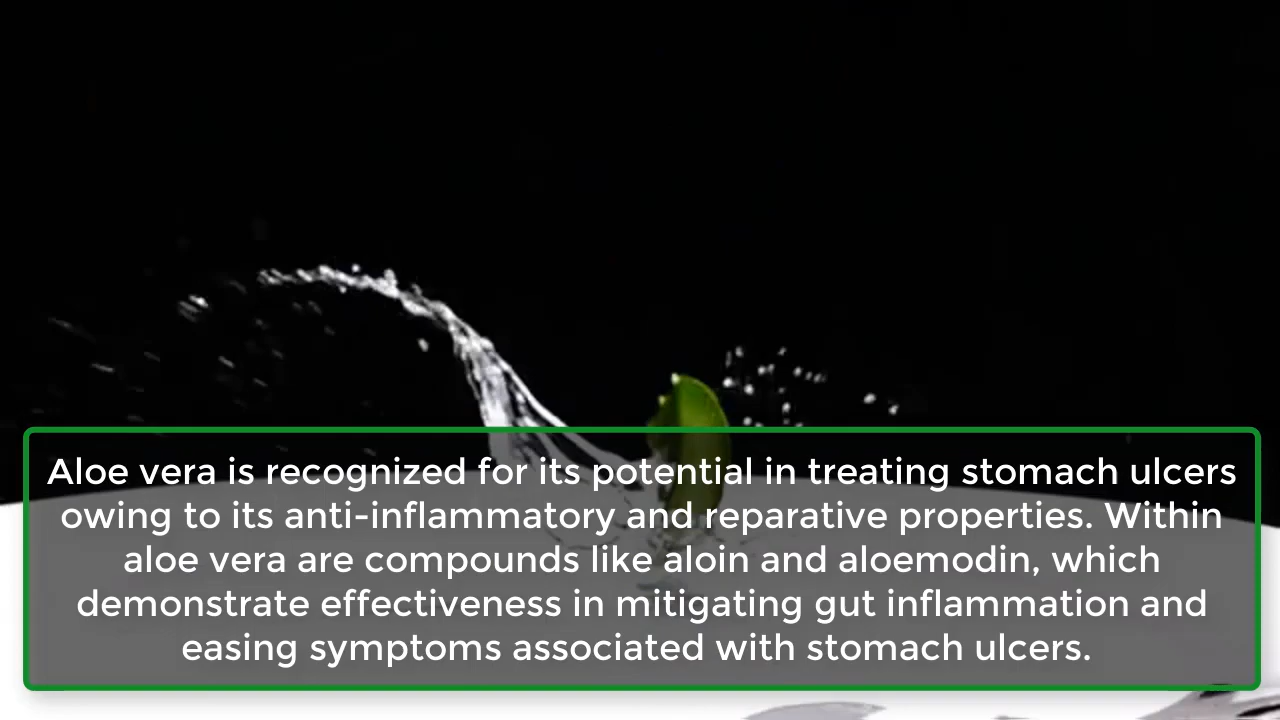 Aloe vera is recognized for its potential in treating stomach ulcers
owing to its anti-inflammatory and reparative properties. Within
aloe vera are compounds like aloin and aloemodin, which
demonstrate effectiveness in mitigating gut inflammation and
easing symptoms associated with stomach ulcers.